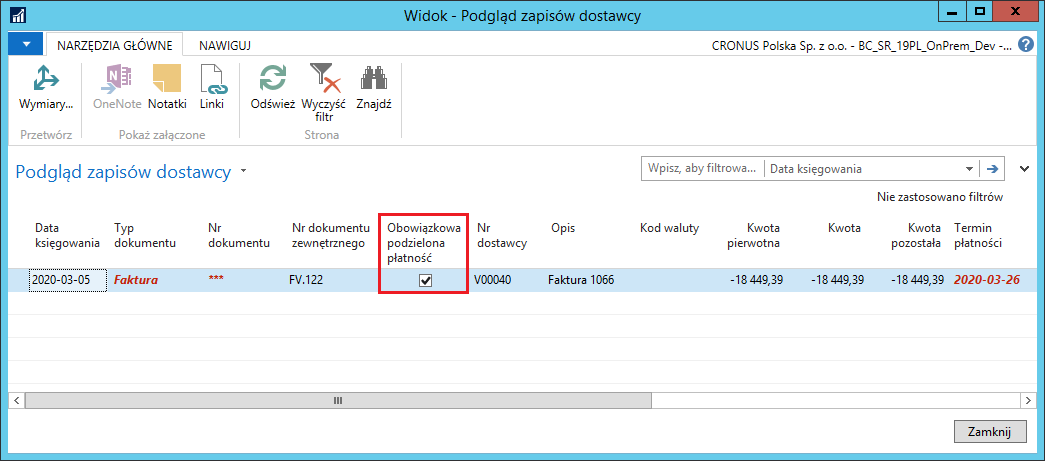 Widok - Podgląd zapisów dostawcy
NARZĘDZIA GŁÓWNE NAWIGUJ CRONUS Polska Sp. z o.o. - BC_SR_19PL_OnPrem_Dev -... ?
Wymiary... OneNote Notatki Linki Odśwież Wyczyść filtr Znajdź
Przetwórz Pokaż załączone Strona
Podgląd zapisów dostawcy Wpisz, aby filtrowa... Data księgowania
Nie zastosowano filtrów
Data księgowania Typ dokumentu Nr dokumentu Nr dokumentu zewnętrznego Obowiązkowa podzielona płatność Nr dostawcy Opis Kod waluty Kwota pierwotna Kwota Kwota pozostała Termin płatności
2020-03-05 Faktura *** FV.122 V00040 Faktura 1066 -18 449,39 -18 449,39 -18 449,39 2020-03-26
Zamknij